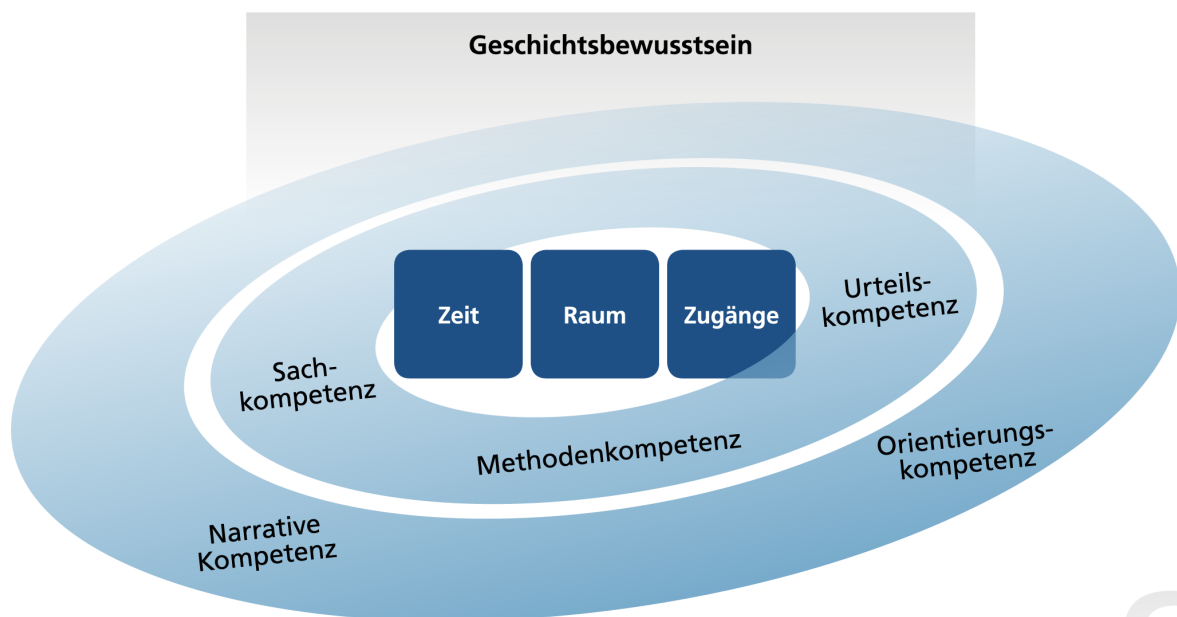 Geschichtsbewusstsein
Zeit
Raum
Zugänge
Urteils-
kompetenz
Sach-
kompetenz
Methodenkompetenz
Orientierungs-
kompetenz
Narrative
Kompetenz